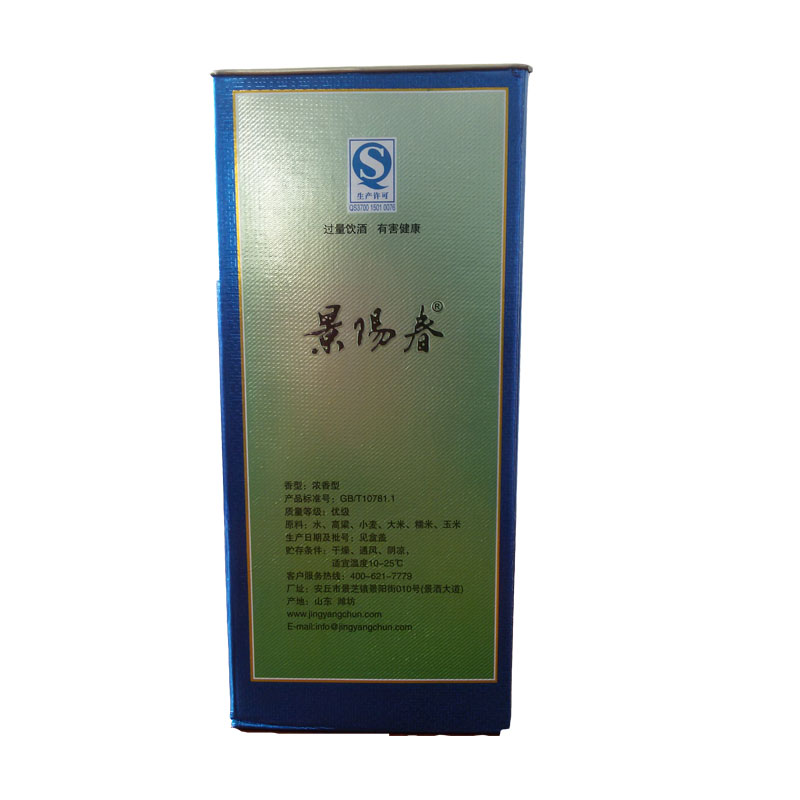 QS
生产许可
QS3700 1501 0076
过量饮酒 有害健康
景陽春®
香型：浓香型
产品标准号：GB/T10781.1
质量等级：优级
原料：水、高粱、小麦、大米、糯米、玉米
生产日期及批号：见盒盖
贮存条件：干燥、通风、阴凉，
适宜温度10-25℃
客户服务热线：400-621-7779
厂址：安丘市景芝镇景阳街010号(景酒大道)
产地：山东 潍坊
www.jingyangchun.com
E-mail:info@jingyangchun.com